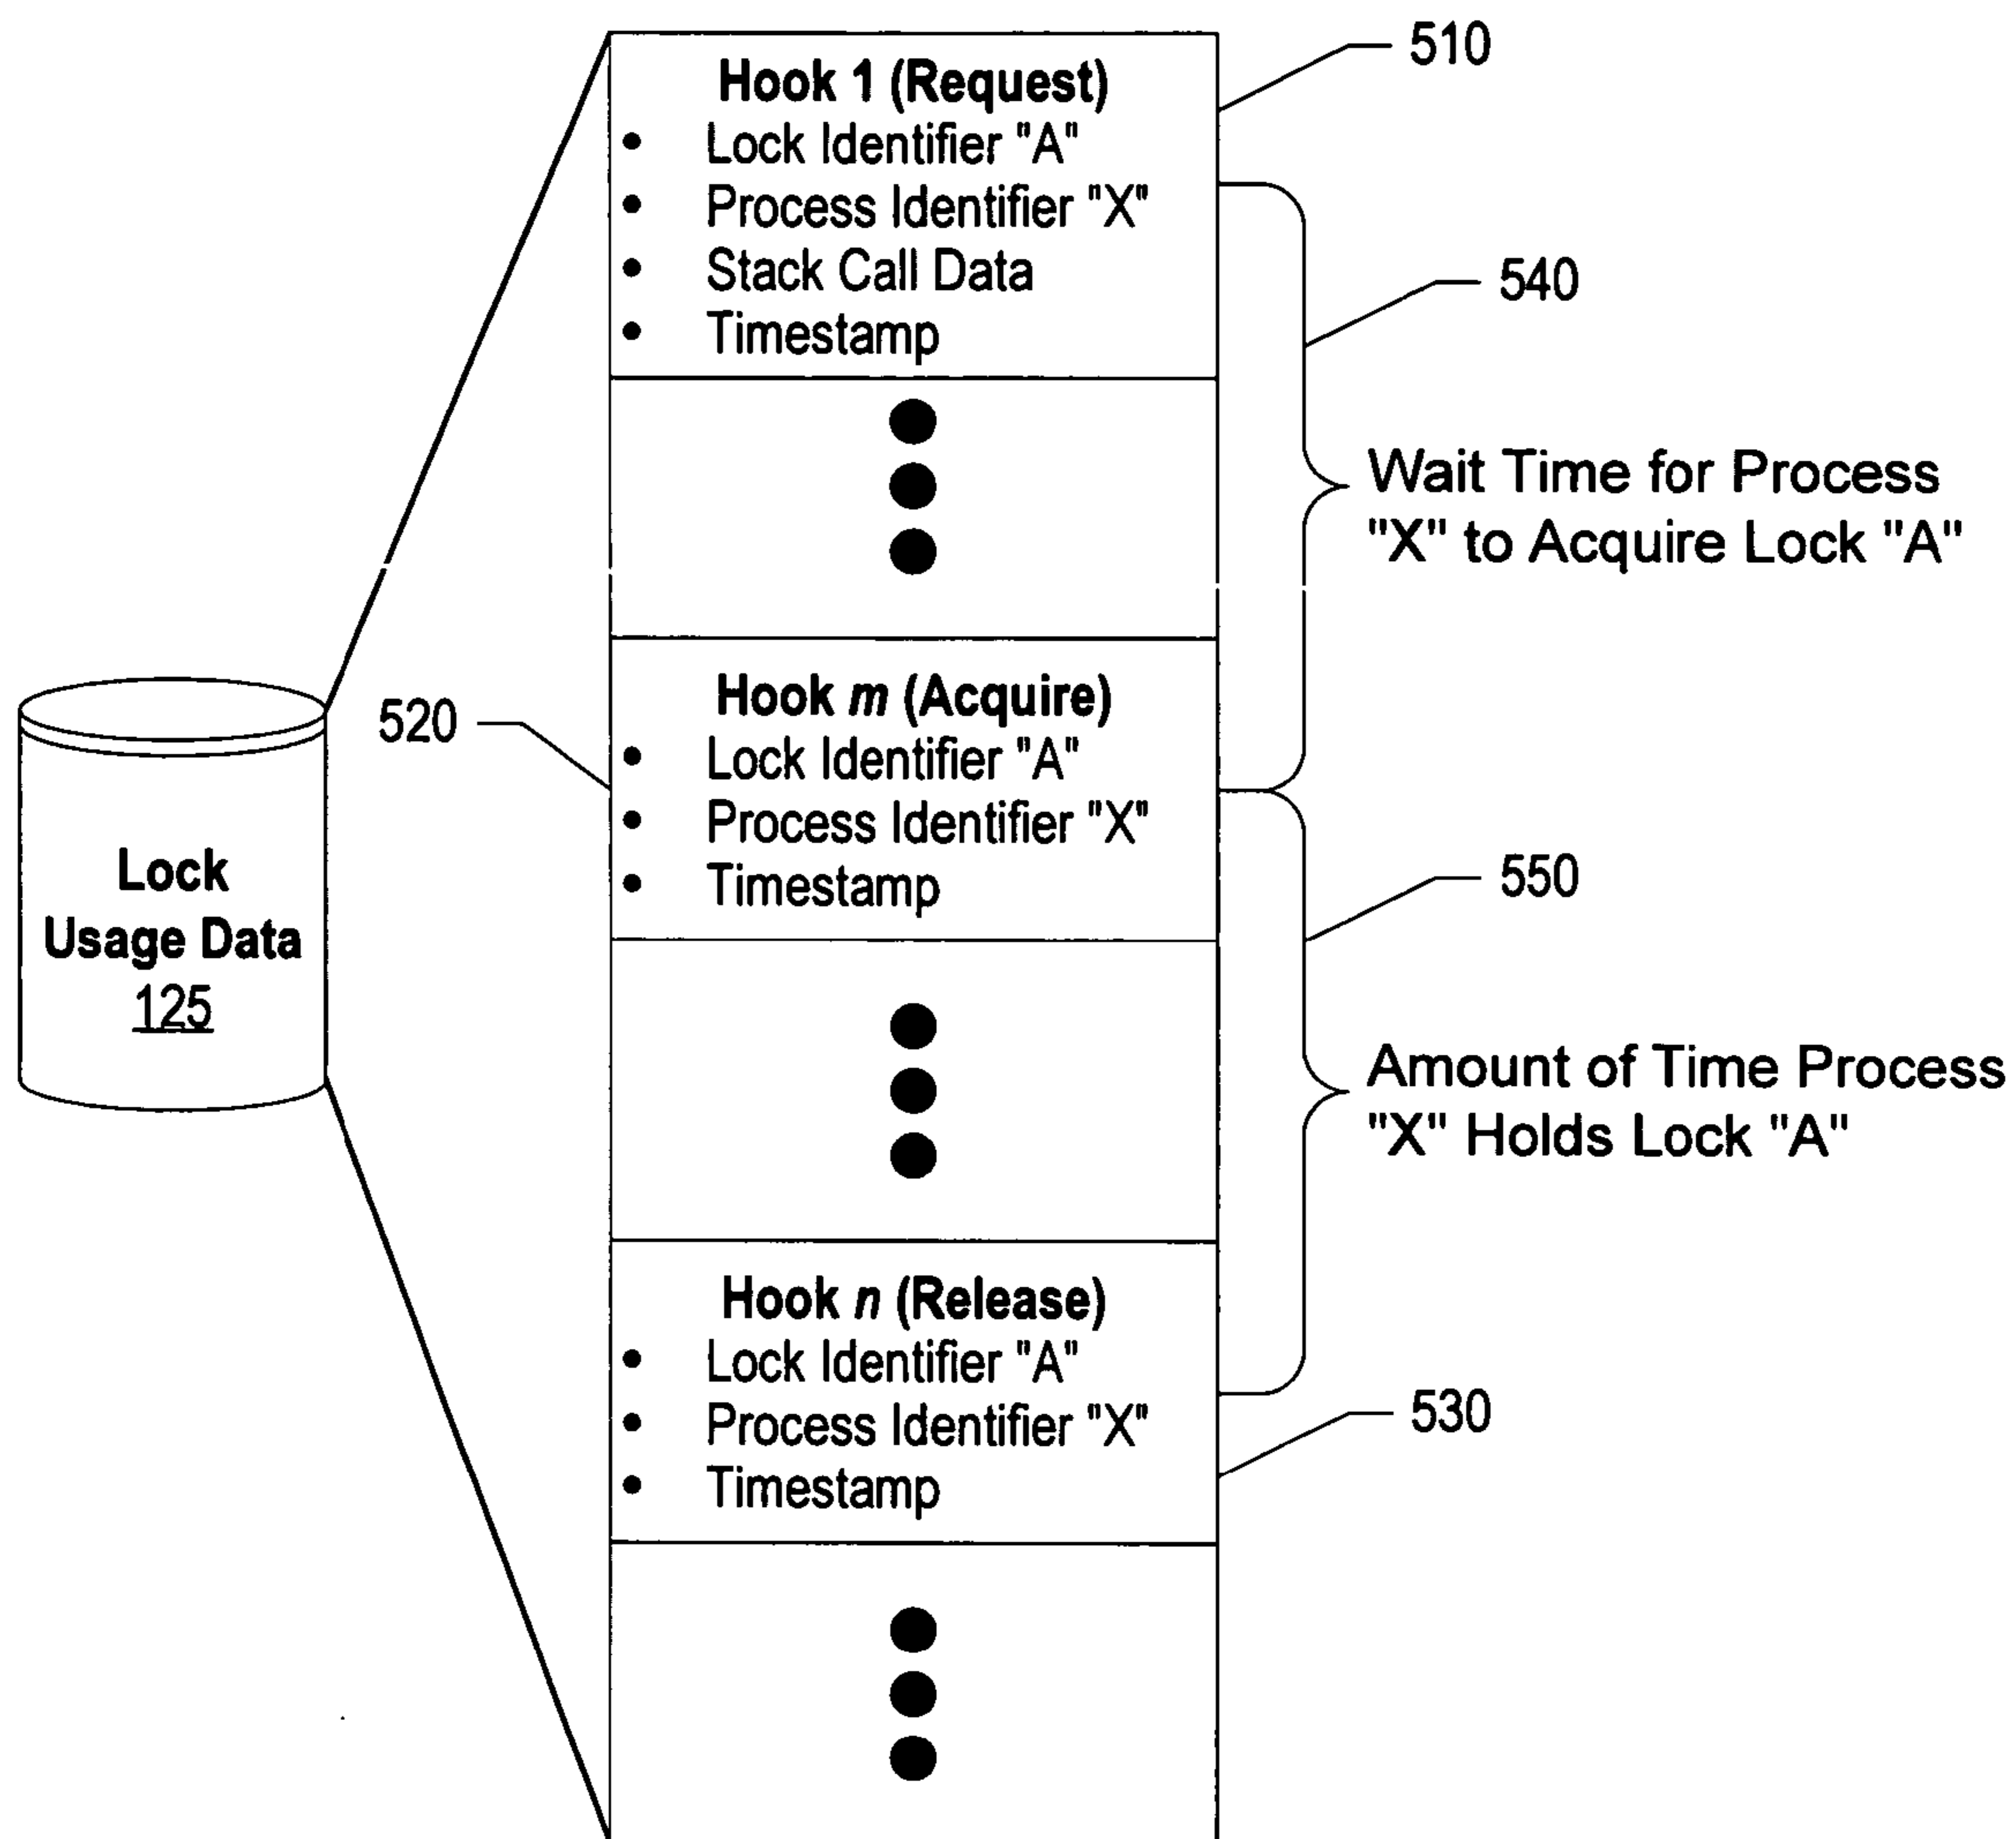 510
Hook 1 (Request)
• Lock Identifier "A"
• Process Identifier "X"
• Stack Call Data
• Timestamp
540
Wait Time for Process
"X" to Acquire Lock "A"
520
Hook m (Acquire)
• Lock Identifier "A"
• Process Identifier "X"
• Timestamp
Lock
Usage Data
125
550
Amount of Time Process
"X" Holds Lock "A"
Hook n (Release)
• Lock Identifier "A"
• Process Identifier "X"
• Timestamp
530